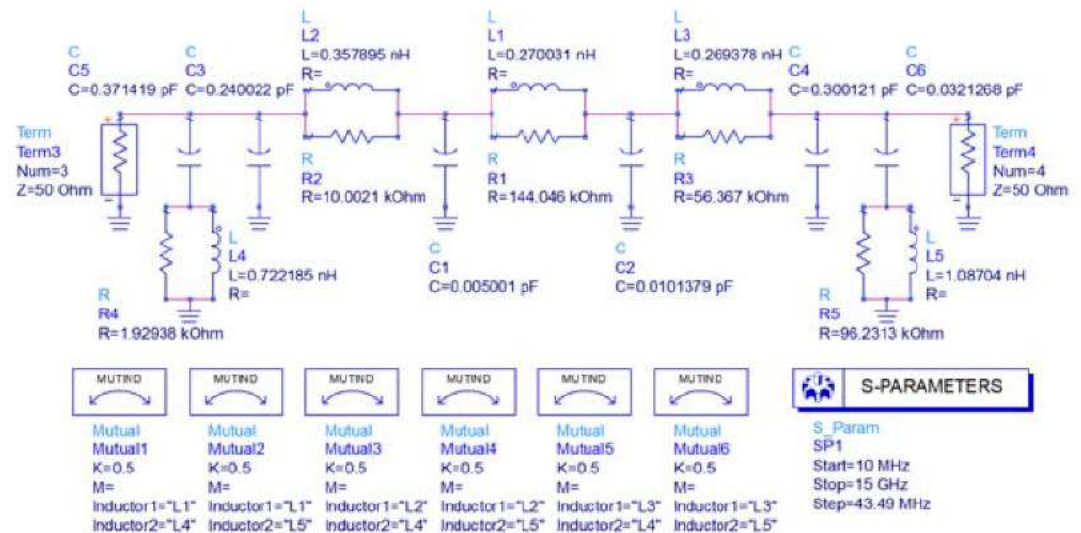 L
L2
L=0.357895 nH
R=
L
L1
L=0.270031 nH
R=
L
L3
L=0.269378 nH
R=
C
C5
C=0.371419 pF
C
C3
C=0.240022 pF
C
C4
C=0.300121 pF
C
C6
C=0.0321268 pF
Term
Term3
Num=3
Z=50 Ohm
R
R2
R=10.0021 kOhm
R
R1
R=144.046 kOhm
R
R3
R=56.367 kOhm
Term
Term4
Num=4
Z=50 Ohm
L
L4
L=0.722185 nH
R=
C
C1
C=0.005001 pF
C
C2
C=0.0101379 pF
L
L5
L=1.08704 nH
R=
R
R4
R=1.92938 kOhm
R
R5
R=96.2313 kOhm
MUTIND
Mutual
Mutual1
K=0.5
M=
Inductor1="L1"
Inductor2="L4"
MUTIND
Mutual
Mutual2
K=0.5
M=
Inductor1="L1"
Inductor2="L5"
MUTIND
Mutual
Mutual3
K=0.5
M=
Inductor1="L2"
Inductor2="L4"
MUTIND
Mutual
Mutual4
K=0.5
M=
Inductor1="L2"
Inductor2="L5"
MUTIND
Mutual
Mutual5
K=0.5
M=
Inductor1="L3"
Inductor2="L4"
MUTIND
Mutual
Mutual6
K=0.5
M=
Inductor1="L3"
Inductor2="L5"
S-PARAMETERS
S_Param
SP1
Start=10 MHz
Stop=15 GHz
Step=43.49 MHz